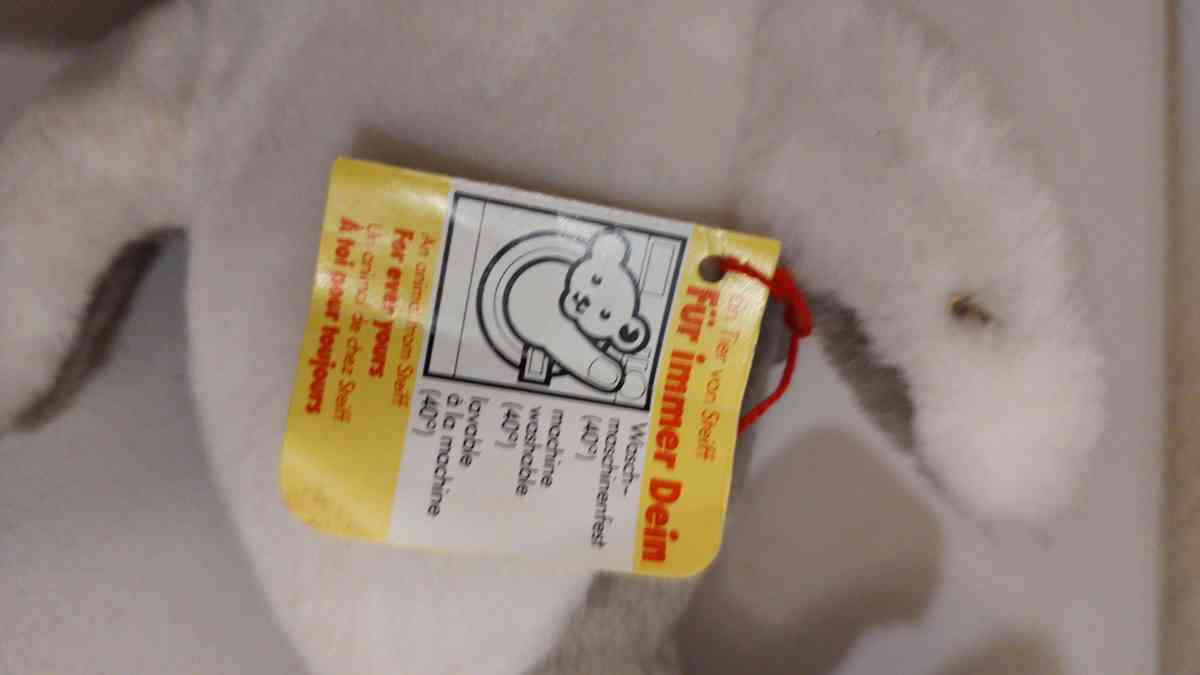 Ein Tier von Steiff
Für immer Dein
Wasch-
maschinenfest
(40°)
machine
washable
(40°)
lavable
à la machine
(40°)
An animal from Steiff
For ever yours
Un animal de chez Steiff
À toi pour toujours